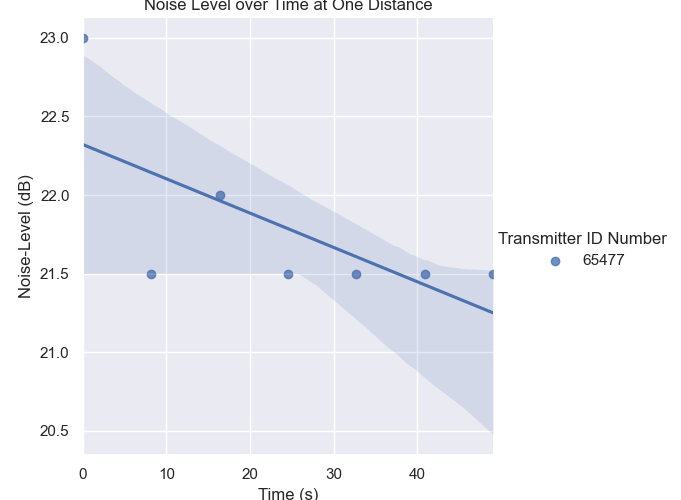 Noise Level over Time at One Distance
23.0
22.5
22.0
21.5
21.0
20.5
Noise-Level (dB)
0 10 20 30 40
Time (s)
Transmitter ID Number
65477